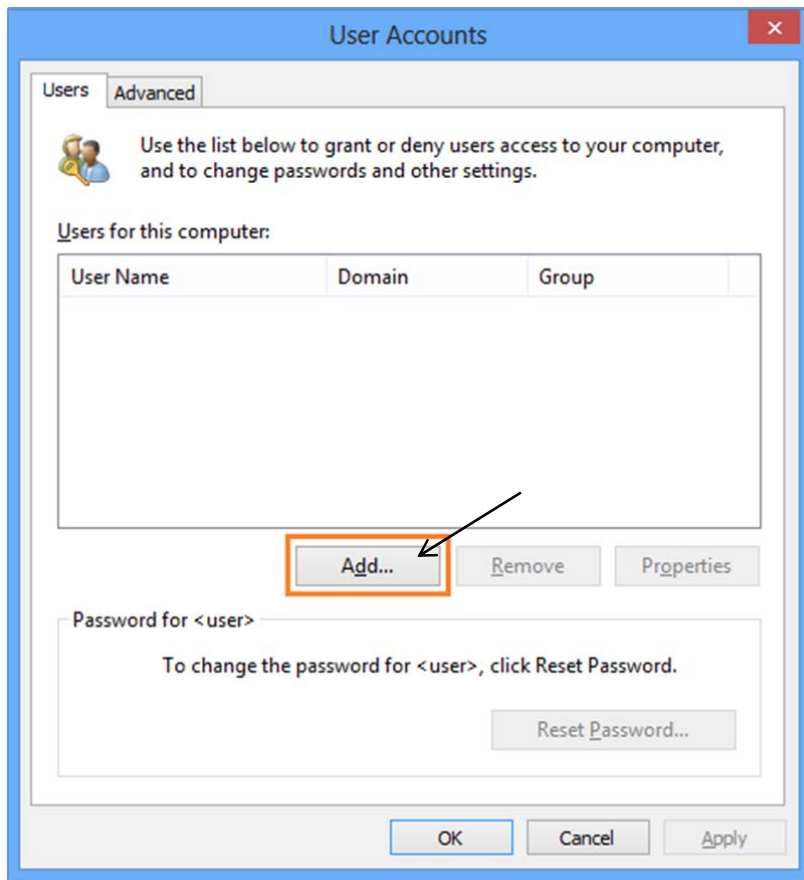 User Accounts
Users Advanced
Use the list below to grant or deny users access to your computer,
and to change passwords and other settings.
Users for this computer:
User Name Domain Group
Add... Remove Properties
Password for <user>
To change the password for <user>, click Reset Password.
Reset Password...
OK Cancel Apply